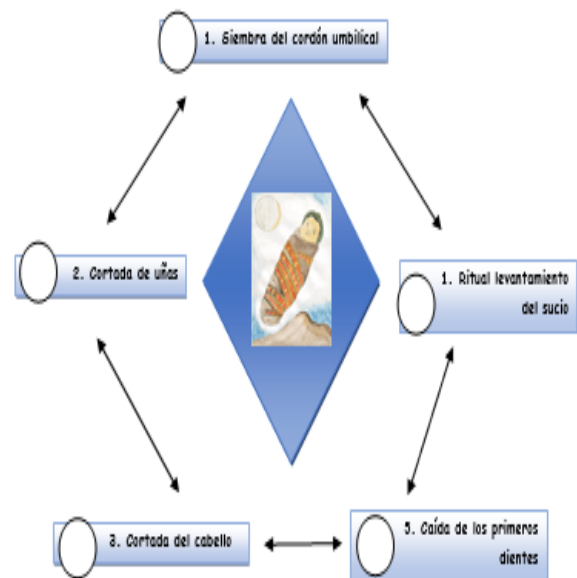 1. Siembra del cordón umbilical
2. Cortada de uñas
1. Ritual levantamiento
del sucio
3. Cortada del cabello
5. Caída de los primeros
dientes